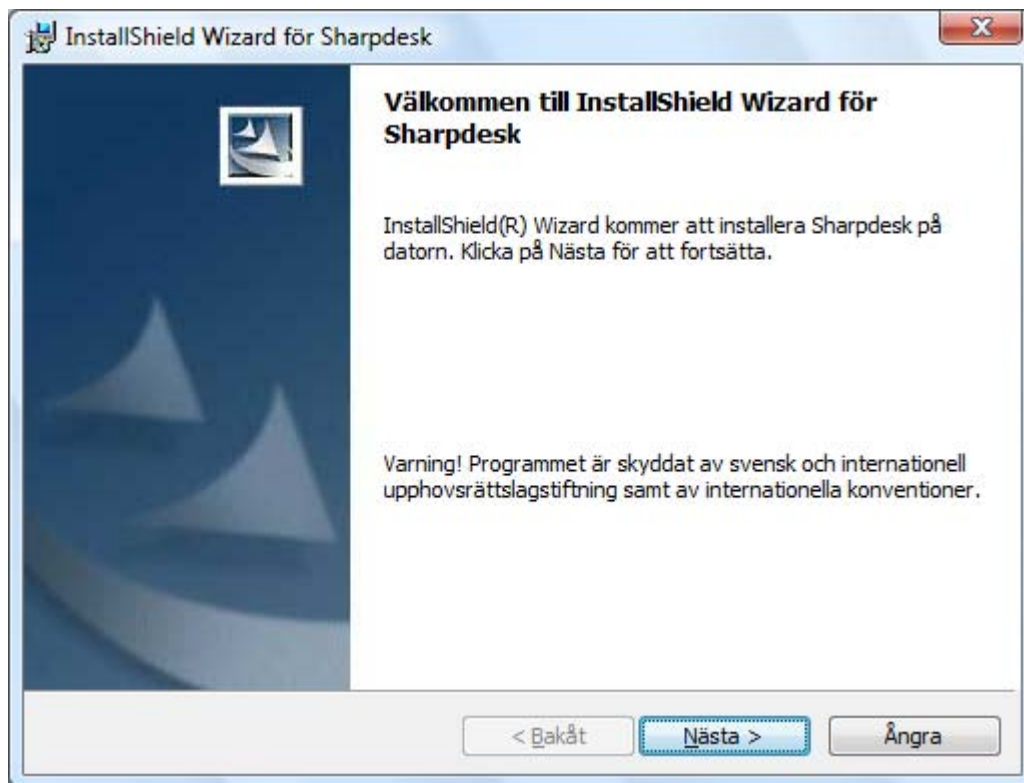 InstallShield Wizard för Sharpdesk
Välkommen till InstallShield Wizard för
Sharpdesk
InstallShield(R) Wizard kommer att installera Sharpdesk på
datorn. Klicka på Nästa för att fortsätta.
Varning! Programmet är skyddat av svensk och internationell
upphovsrättslagstiftning samt av internationella konventioner.
< Bakåt
Nästa >
Ångra